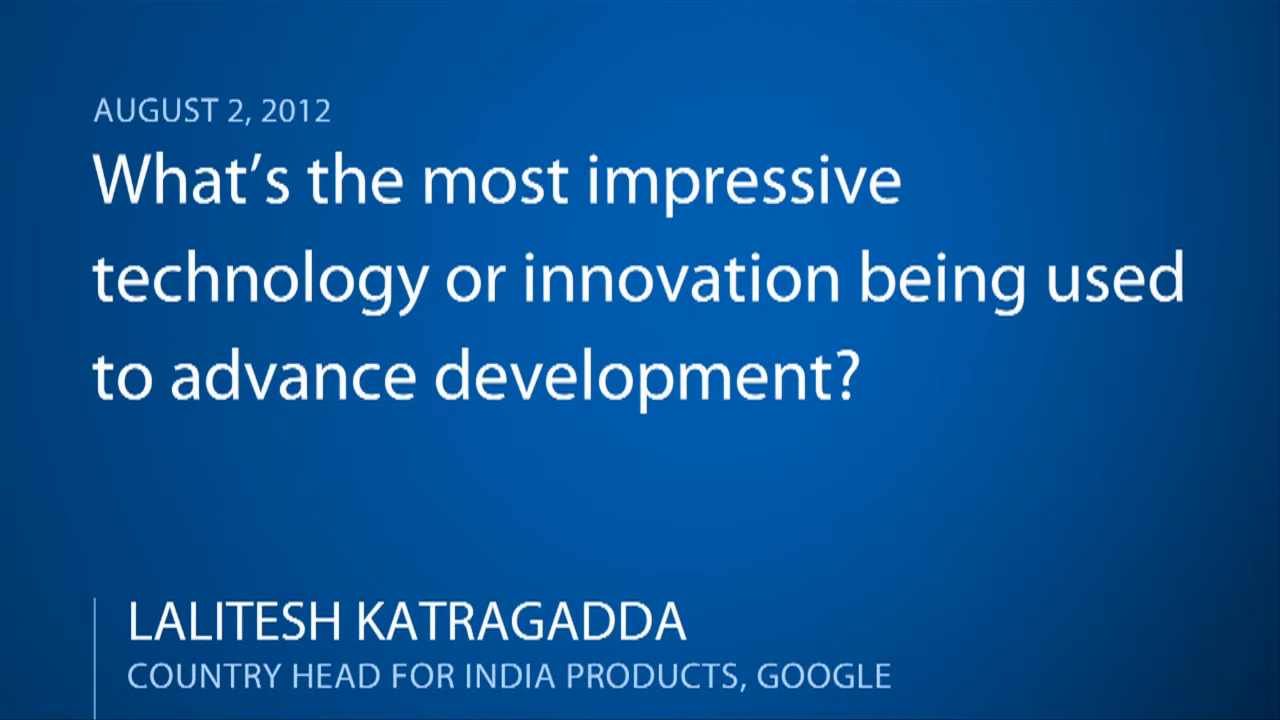 AUGUST 2, 2012
What’s the most impressive
technology or innovation being used
to advance development?
LALITESH KATRAGADDA
COUNTRY HEAD FOR INDIA PRODUCTS, GOOGLE